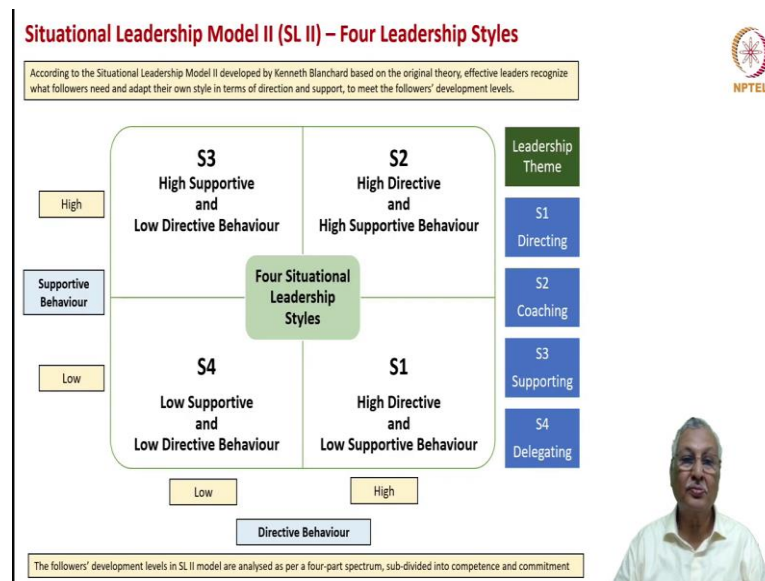 Situational Leadership Model II (SL II) – Four Leadership Styles
According to the Situational Leadership Model II developed by Kenneth Blanchard based on the original theory, effective leaders recognize
what followers need and adapt their own style in terms of direction and support, to meet the followers' development levels.
NPTEL
S3
High Supportive
and
Low Directive Behaviour
S2
High Directive
and
High Supportive Behaviour
Four Situational
Leadership
Styles
S4
Low Supportive
and
Low Directive Behaviour
S1
High Directive
and
Low Supportive Behaviour
High
Supportive
Behaviour
Low
Low
High
Directive Behaviour
Leadership
Theme
S1
Directing
S2
Coaching
S3
Supporting
S4
Delegating
The followers' development levels in SL II model are analysed as per a four-part spectrum, sub-divided into competence and commitment